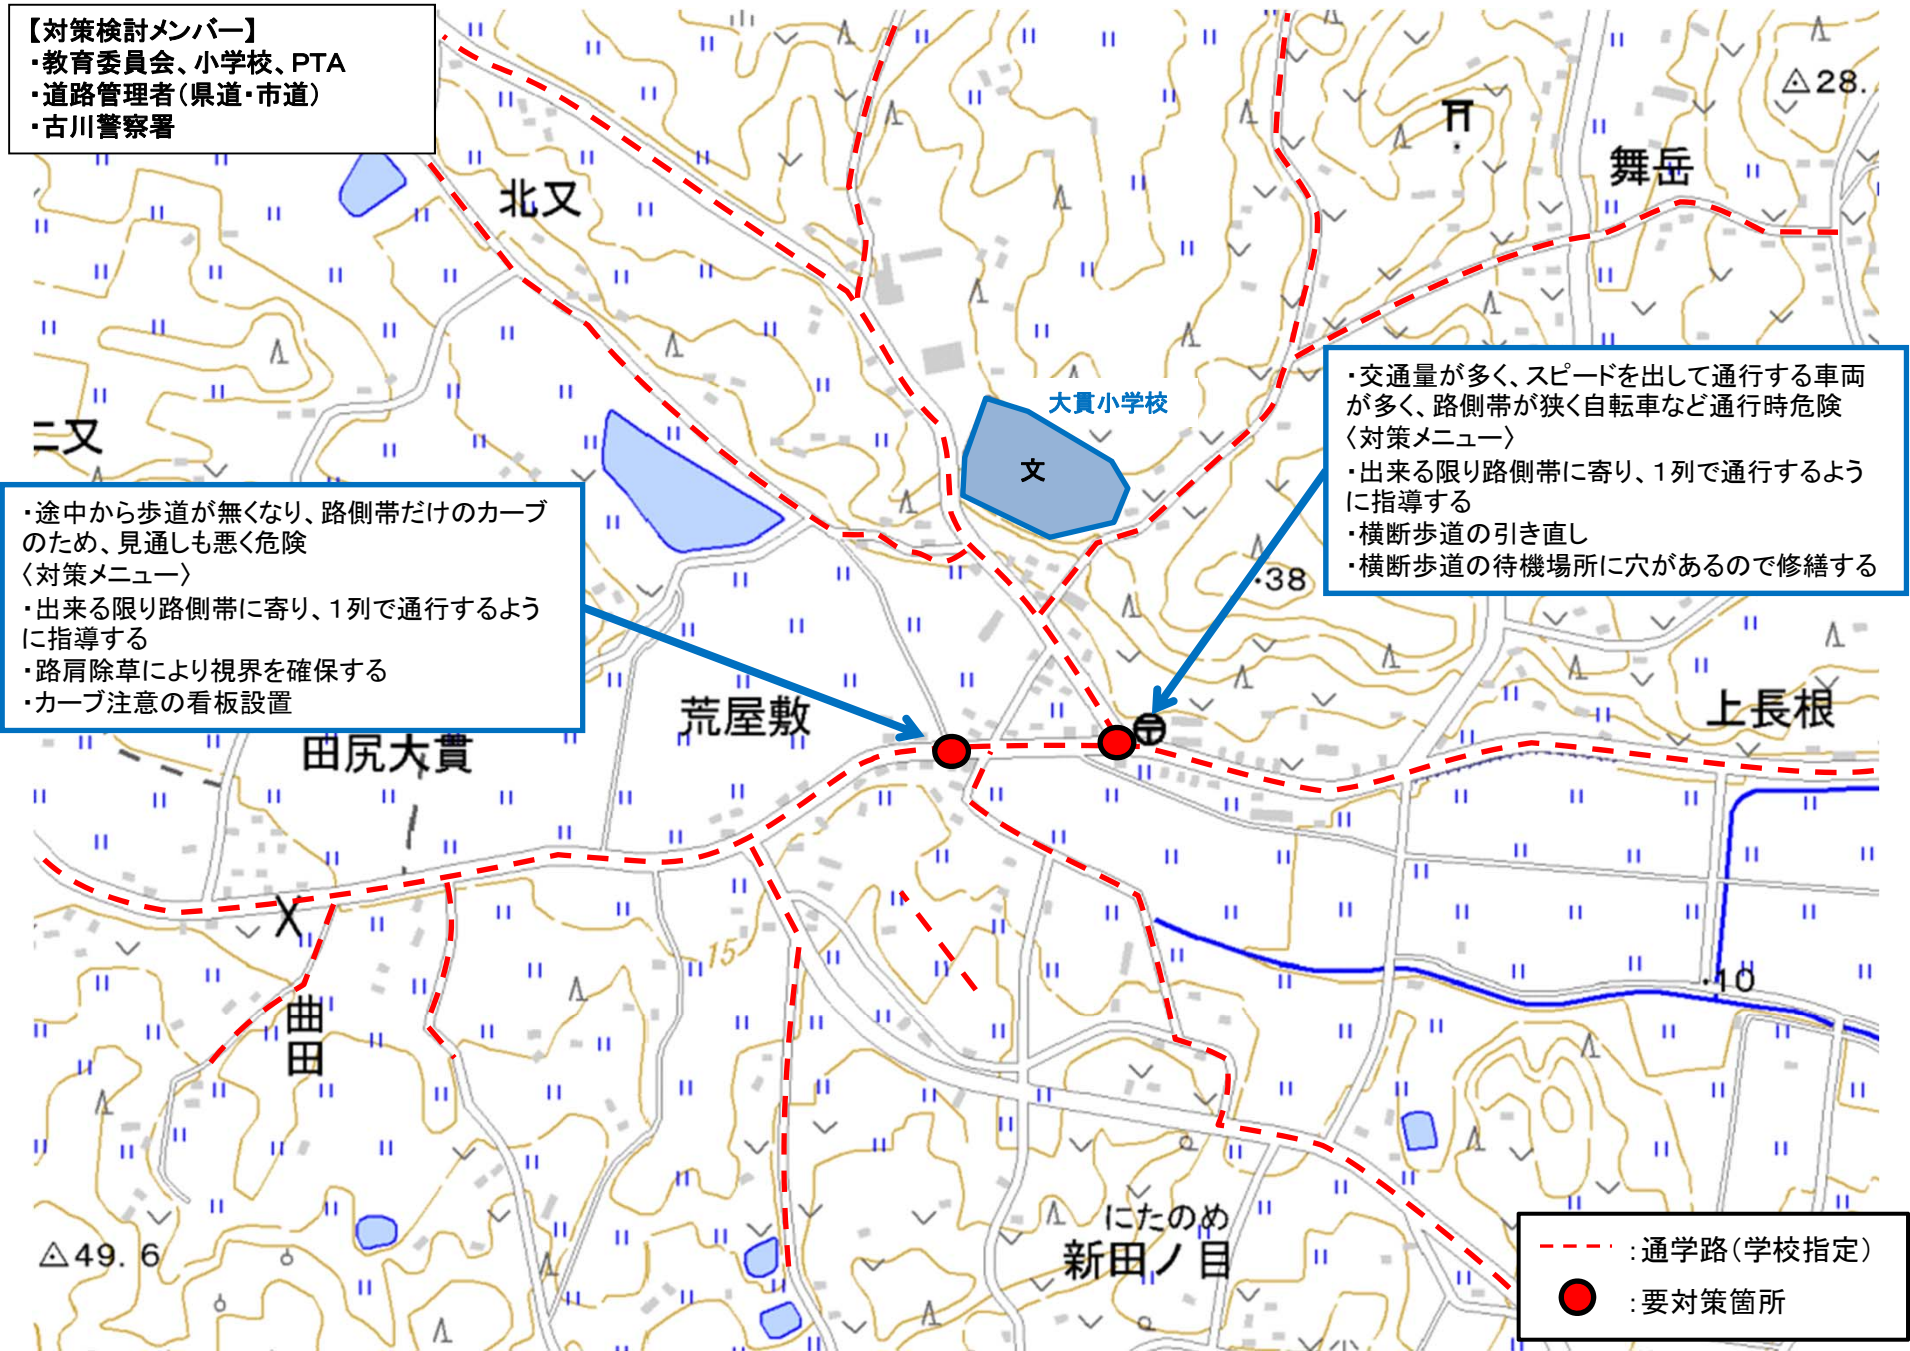 【対策検討メンバー】
・教育委員会、小学校、PTA
・道路管理者(県道・市道)
・古川警察署
28.
舞岳
北又
大貫小学校
文
二又
・交通量が多く、スピードを出して通行する車両
が多く、路側帯が狭く自転車など通行時危険
〈対策メニュー〉
・出来る限り路側帯に寄り、1列で通行するよう
に指導する
・横断歩道の引き直し
・横断歩道の待機場所に穴があるので修繕する
・途中から歩道が無くなり、路側帯だけのカーブ
のため、見通しも悪く危険
〈対策メニュー〉
・出来る限り路側帯に寄り、1列で通行するよう
に指導する
・路肩除草により視界を確保する
・カーブ注意の看板設置
・38
荒屋敷
上長根
田尻大貫
15
・10
曲田
49. 6
にたのめ
新田ノ目
:通学路(学校指定)
:要対策箇所